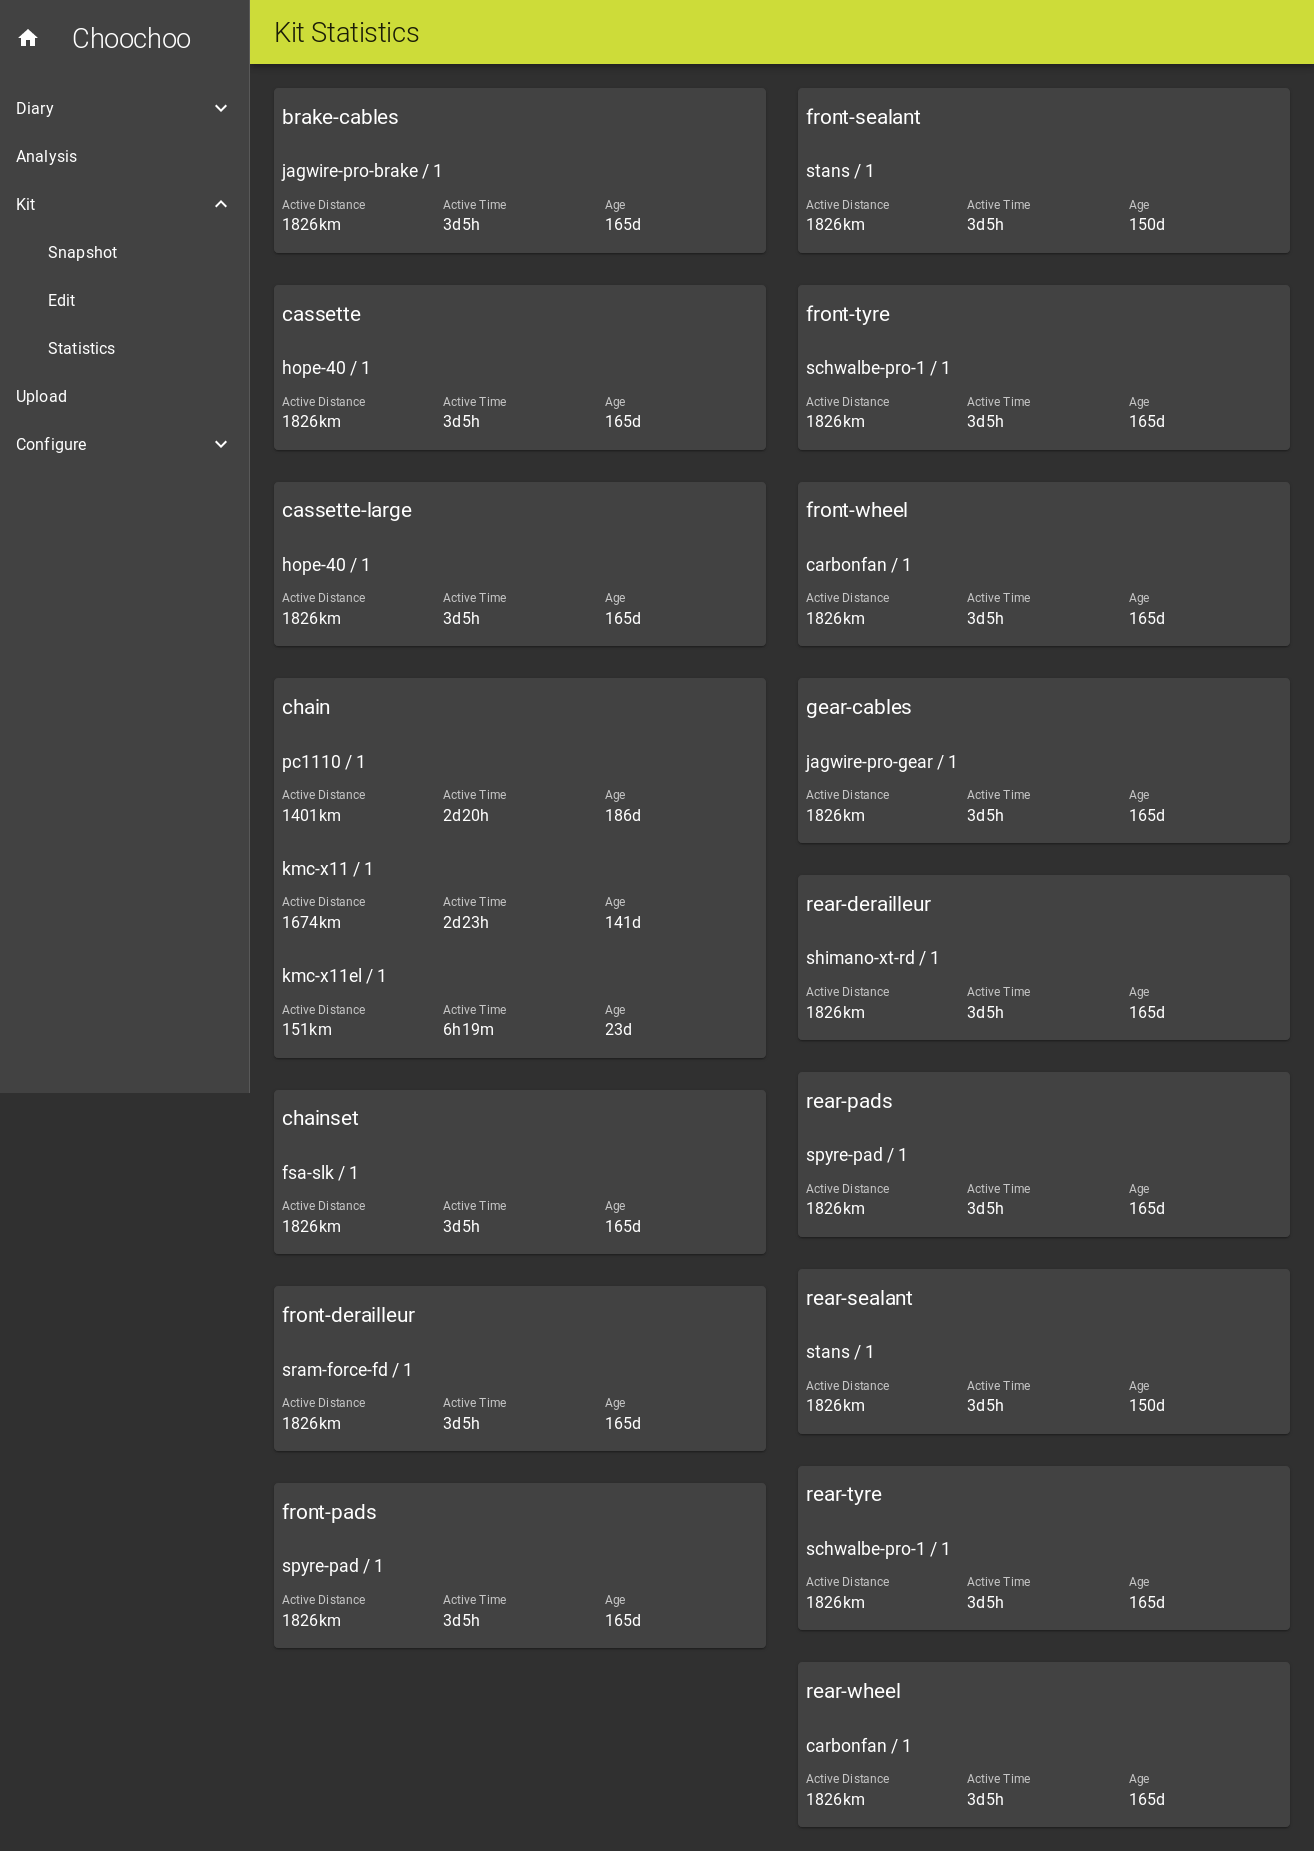 Choochoo
Diary
Analysis
Kit
Snapshot
Edit
Statistics
Upload
Configure
Kit Statistics
brake-cables
jagwire-pro-brake / 1
Active Distance Active Time Age
1826km 3d5h 165d
cassette
hope-40 / 1
Active Distance Active Time Age
1826km 3d5h 165d
cassette-large
hope-40 / 1
Active Distance Active Time Age
1826km 3d5h 165d
chain
pc1110 / 1
Active Distance Active Time Age
1401km 2d20h 186d
kmc-x11 / 1
Active Distance Active Time Age
1674km 2d23h 141d
kmc-x11el / 1
Active Distance Active Time Age
151km 6h19m 23d
chainset
fsa-slk / 1
Active Distance Active Time Age
1826km 3d5h 165d
front-derailleur
sram-force-fd / 1
Active Distance Active Time Age
1826km 3d5h 165d
front-pads
spyre-pad / 1
Active Distance Active Time Age
1826km 3d5h 165d
front-sealant
stans / 1
Active Distance Active Time Age
1826km 3d5h 150d
front-tyre
schwalbe-pro-1 / 1
Active Distance Active Time Age
1826km 3d5h 165d
front-wheel
carbonfan / 1
Active Distance Active Time Age
1826km 3d5h 165d
gear-cables
jagwire-pro-gear / 1
Active Distance Active Time Age
1826km 3d5h 165d
rear-derailleur
shimano-xt-rd / 1
Active Distance Active Time Age
1826km 3d5h 165d
rear-pads
spyre-pad / 1
Active Distance Active Time Age
1826km 3d5h 165d
rear-sealant
stans / 1
Active Distance Active Time Age
1826km 3d5h 150d
rear-tyre
schwalbe-pro-1 / 1
Active Distance Active Time Age
1826km 3d5h 165d
rear-wheel
carbonfan / 1
Active Distance Active Time Age
1826km 3d5h 165d